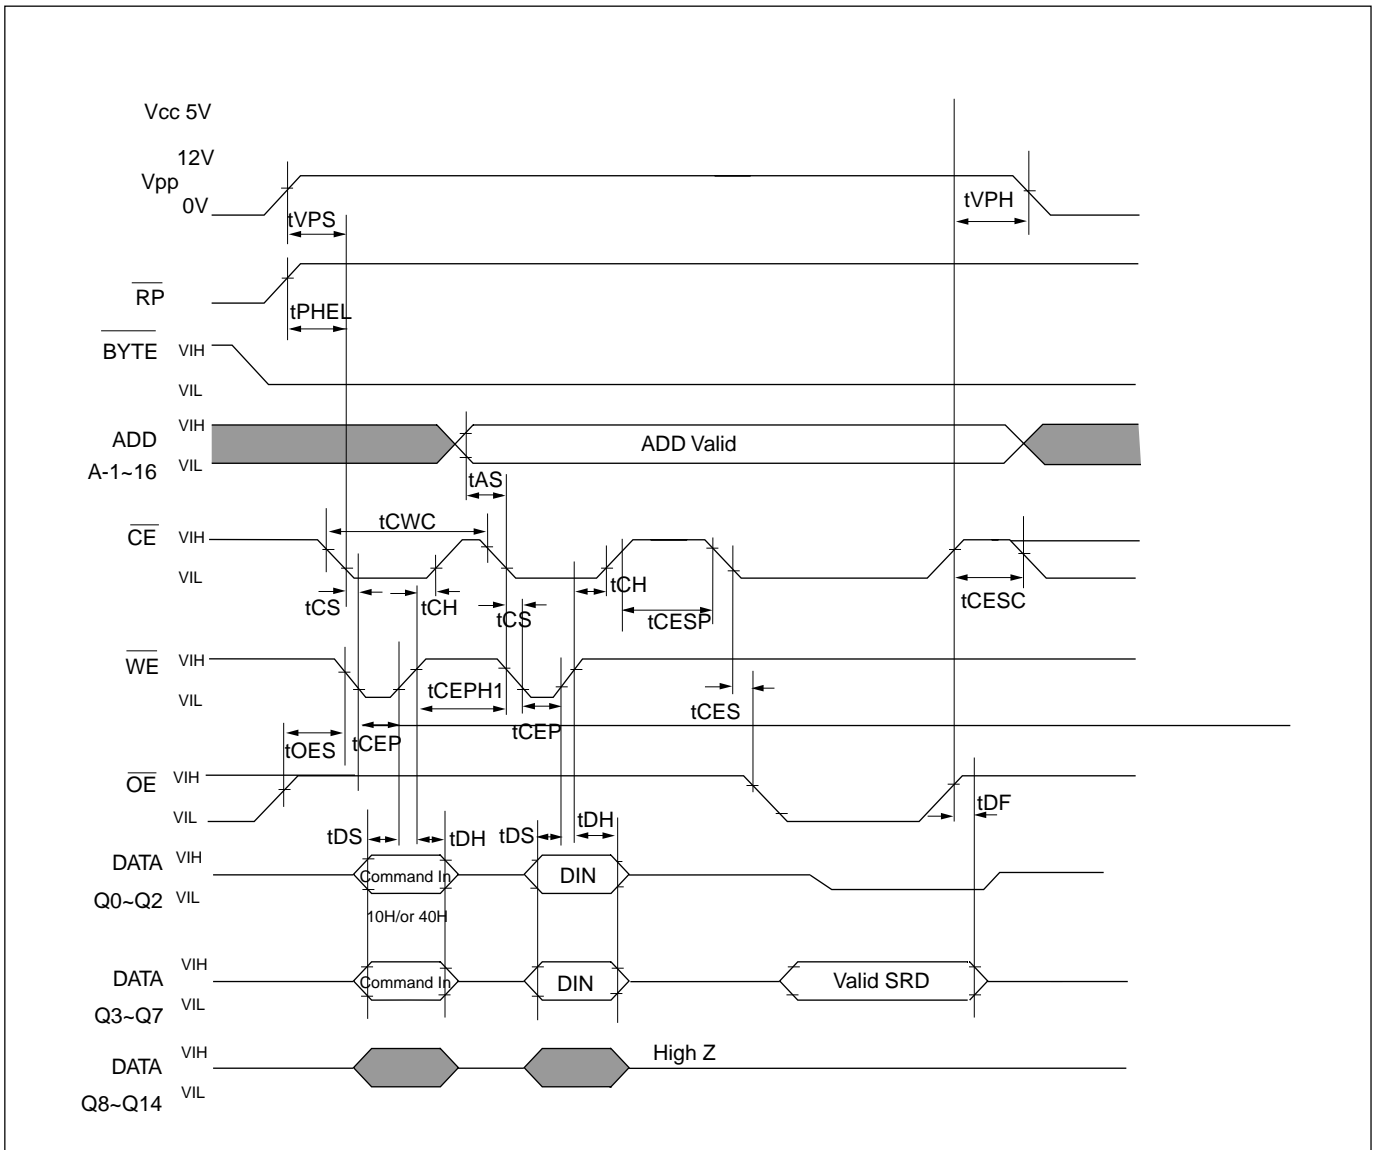 Vcc 5V
12V
Vpp
0V
tVPS
tVPH
RP
tPHEL
BYTE VIH
VIL
ADD VIH
ADD Valid
A-1~16 VIL
tAS
tCWC
CE VIH
VIL
tCS
tCH
tCS
tCH
tCESP
tCESC
WE VIH
VIL
tCEPH1
tCES
tOES
tCEP
tCEP
OE VIH
VIL
tDF
tDS
tDH
tDS
tDH
DATA VIH
Command In
DIN
Q0~Q2 VIL
10H/or 40H
DATA VIH
Command In
DIN
Valid SRD
Q3~Q7 VIL
DATA VIH
High Z
Q8~Q14 VIL